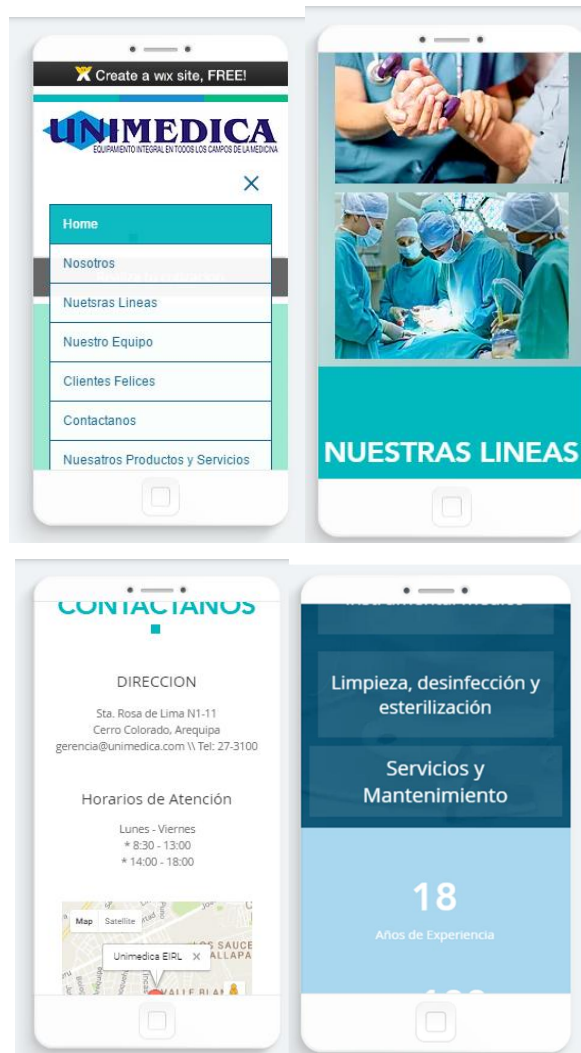 Create a WIX site, FREE!
UNIMEDICA
EQUIPAMIENTO INTEGRAL EN TODOS LOS CAMPOS DE LA MEDICINA
Home
Nosotros
Nuetsras Lineas
Nuestro Equipo
Clientes Felices
Contactanos
Nuesatros Productos y Servicios
NUESTRAS LINEAS
CONTACTANOS
DIRECCION
Sta. Rosa de Lima N1-11
Cerro Colorado, Arequipa
gerencia@unimedica.com \\ Tel: 27-3100
Horarios de Atención
Lunes - Viernes
* 8:30 - 13:00
* 14:00 - 18:00
Map Satellite
Unimedica EIRL
Limpieza, desinfección y
esterilización
Servicios y
Mantenimiento
18
Años de Experiencia